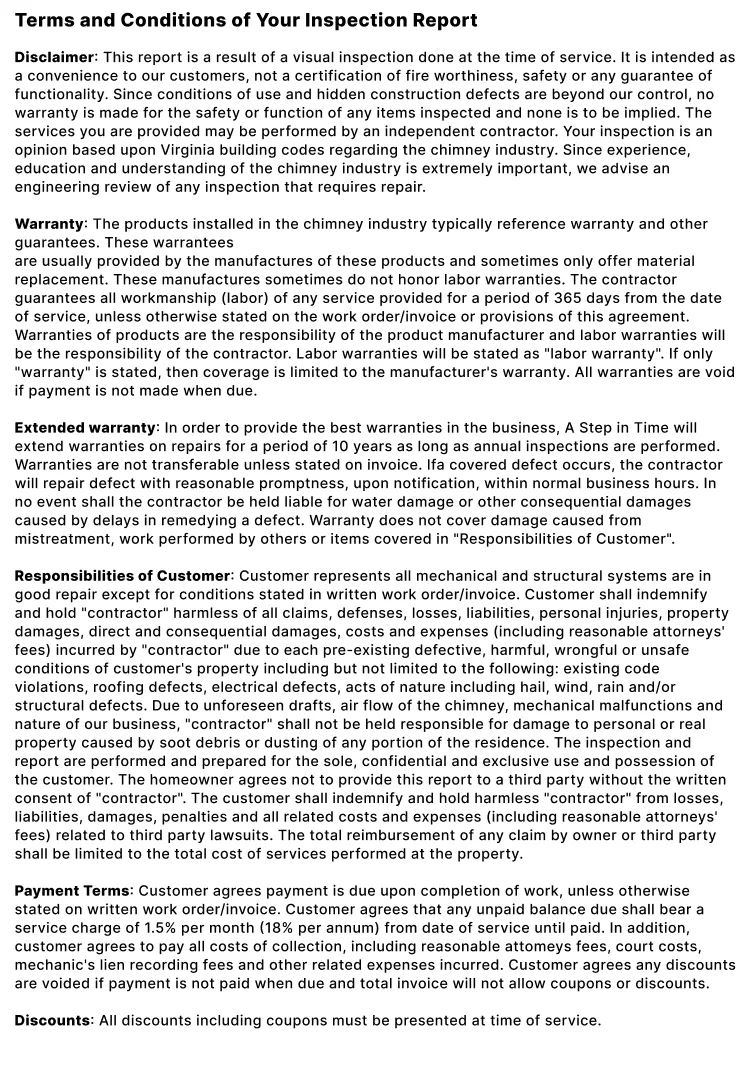 Terms and Conditions of Your Inspection Report
Disclaimer: This report is a result of a visual inspection done at the time of service. It is intended as
a convenience to our customers, not a certification of fire worthiness, safety or any guarantee of
functionality. Since conditions of use and hidden construction defects are beyond our control, no
warranty is made for the safety or function of any items inspected and none is to be implied. The
services you are provided may be performed by an independent contractor. Your inspection is an
opinion based upon Virginia building codes regarding the chimney industry. Since experience,
education and understanding of the chimney industry is extremely important, we advise an
engineering review of any inspection that requires repair.
Warranty: The products installed in the chimney industry typically reference warranty and other
guarantees. These warrantees
are usually provided by the manufactures of these products and sometimes only offer material
replacement. These manufactures sometimes do not honor labor warranties. The contractor
guarantees all workmanship (labor) of any service provided for a period of 365 days from the date
of service, unless otherwise stated on the work order/invoice or provisions of this agreement.
Warranties of products are the responsibility of the product manufacturer and labor warranties will
be the responsibility of the contractor. Labor warranties will be stated as "labor warranty". If only
"warranty" is stated, then coverage is limited to the manufacturer's warranty. All warranties are void
if payment is not made when due.
Extended warranty: In order to provide the best warranties in the business, A Step in Time will
extend warranties on repairs for a period of 10 years as long as annual inspections are performed.
Warranties are not transferable unless stated on invoice. Ifa covered defect occurs, the contractor
will repair defect with reasonable promptness, upon notification, within normal business hours. In
no event shall the contractor be held liable for water damage or other consequential damages
caused by delays in remedying a defect. Warranty does not cover damage caused from
mistreatment, work performed by others or items covered in "Responsibilities of Customer".
Responsibilities of Customer: Customer represents all mechanical and structural systems are in
good repair except for conditions stated in written work order/invoice. Customer shall indemnify
and hold "contractor" harmless of all claims, defenses, losses, liabilities, personal injuries, property
damages, direct and consequential damages, costs and expenses (including reasonable attorneys'
fees) incurred by "contractor" due to each pre-existing defective, harmful, wrongful or unsafe
conditions of customer's property including but not limited to the following: existing code
violations, roofing defects, electrical defects, acts of nature including hail, wind, rain and/or
structural defects. Due to unforeseen drafts, air flow of the chimney, mechanical malfunctions and
nature of our business, "contractor" shall not be held responsible for damage to personal or real
property caused by soot debris or dusting of any portion of the residence. The inspection and
report are performed and prepared for the sole, confidential and exclusive use and possession of
the customer. The homeowner agrees not to provide this report to a third party without the written
consent of "contractor". The customer shall indemnify and hold harmless "contractor" from losses,
liabilities, damages, penalties and all related costs and expenses (including reasonable attorneys'
fees) related to third party lawsuits. The total reimbursement of any claim by owner or third party
shall be limited to the total cost of services performed at the property.
Payment Terms: Customer agrees payment is due upon completion of work, unless otherwise
stated on written work order/invoice. Customer agrees that any unpaid balance due shall bear a
service charge of 1.5% per month (18% per annum) from date of service until paid. In addition,
customer agrees to pay all costs of collection, including reasonable attomeys fees, court costs,
mechanic's lien recording fees and other related expenses incurred. Customer agrees any discounts
are voided if payment is not paid when due and total invoice will not allow coupons or discounts.
Discounts: All discounts including coupons must be presented at time of service.